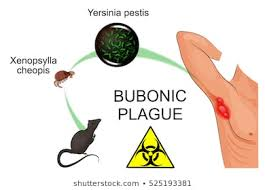 Yersinia pestis
Xenopsylla
cheopis
BUBONIC
PLAGUE
shutterstock.com • 525193381